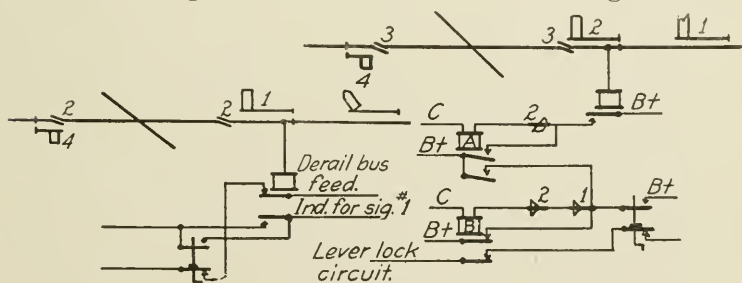 2 1
3 3
4
2 2 1
4
C 2 B+
A
B+
Derail bus
feed.
Ind. for sig. #1
C 2 1 B+
B
B+
Lever lock
circuit.